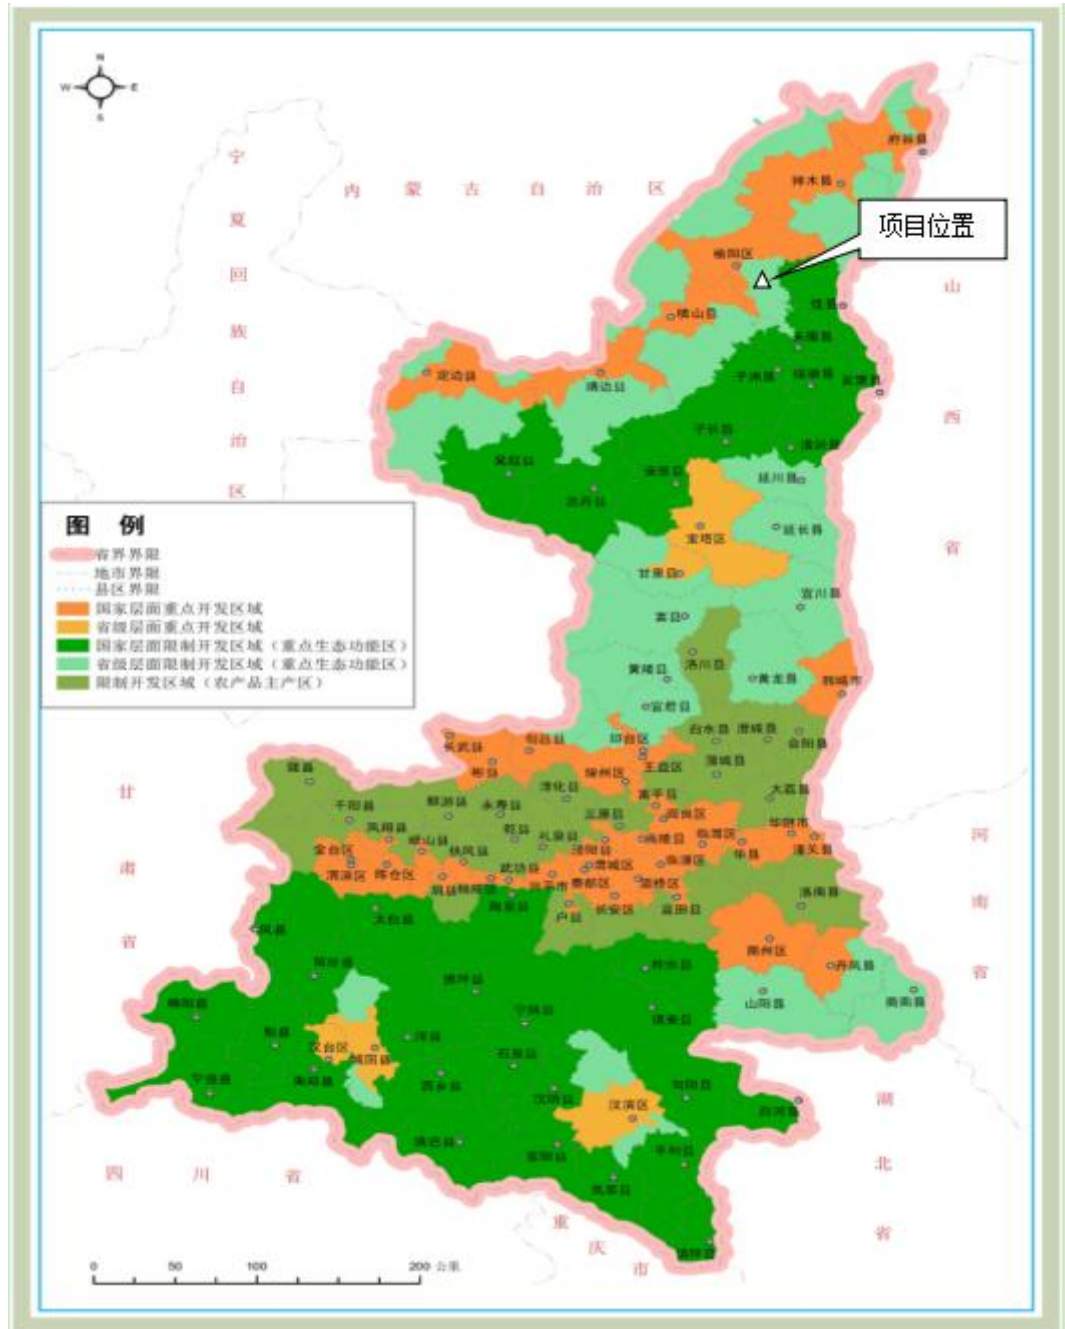 N
W E
S
宁夏回族自治区
内蒙古自治区
府谷县
神木县
项目位置
榆阳区
山西省
佳县
横山县
米脂县
定边县
靖边县
子洲县
绥德县
吴堡县
子长县
清涧县
吴起县
安塞县
志丹县
延川县
图 例
省界界限
地市界限
县区界限
国家层面重点开发区域
省级层面重点开发区域
国家层面限制开发区域(重点生态功能区)
省级层面限制开发区域(重点生态功能区)
限制开发区域(农产品主产区)
宝塔区
延长县
甘泉县
宜川县
富县
洛川县
黄陵县
黄龙县
韩城市
宜君县
长武县
旬邑县
印台区
白水县
澄城县
合阳县
彬县
耀州区
王益区
蒲城县
陇县
甘肃省
淳化县
富平县
大荔县
千阳县
麟游县
永寿县
三原县
阎良区
凤翔县
岐山县
乾县
礼泉县
泾阳县
高陵县
临渭区
华阴市
华县
潼关县
金台区
扶风县
武功县
渭城区
临潼区
渭滨区
陈仓区
眉县
杨陵区
兴平市
秦都区
灞桥区
周至县
户县
长安区
蓝田县
洛南县
河南省
太白县
凤县
商州区
丹凤县
留坝县
佛坪县
柞水县
山阳县
商南县
略阳县
宁陕县
镇安县
勉县
汉台区
城固县
洋县
石泉县
宁强县
南郑县
西乡县
汉阴县
汉滨区
旬阳县
白河县
湖北省
镇巴县
紫阳县
平利县
岚皋县
镇坪县
四川省
重庆市
0 50 100 200 公里